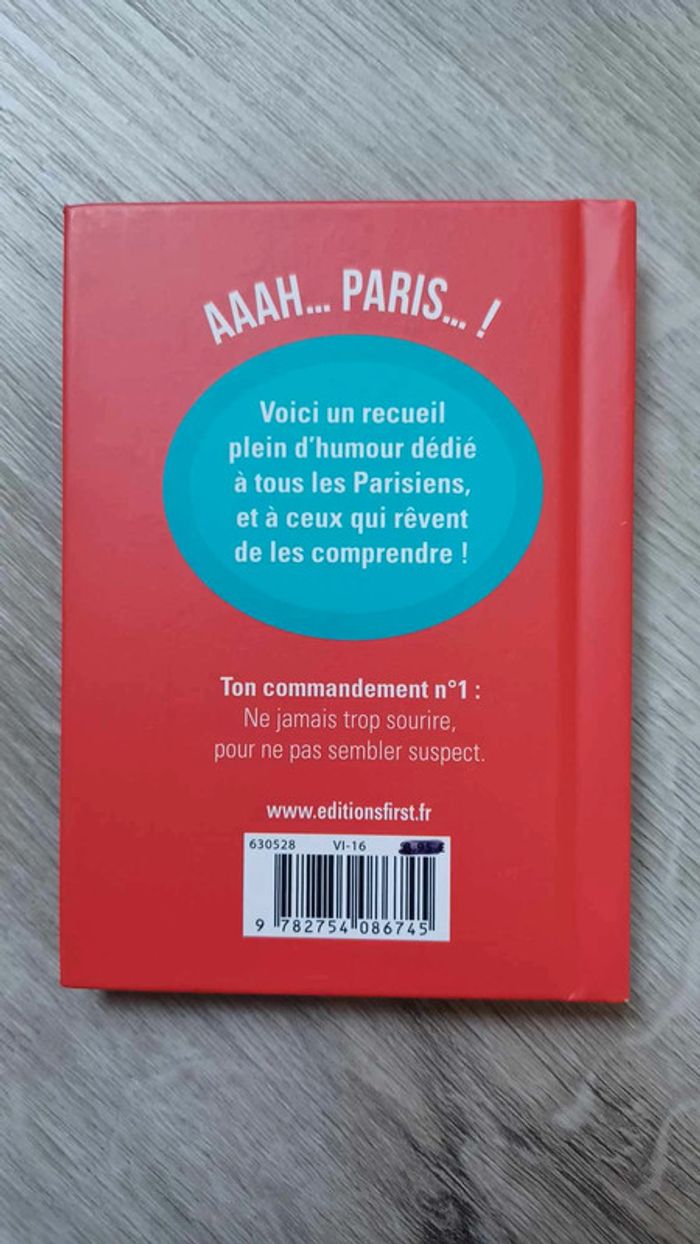 AAAH... PARIS... !
Voici un recueil
plein d'humour dédié
à tous les Parisiens,
et à ceux qui rêvent
de les comprendre !
Ton commandement n°1 :
Ne jamais trop sourire,
pour ne pas sembler suspect.
www.editionsfirst.fr
630528 VI-16
9 782754 086745